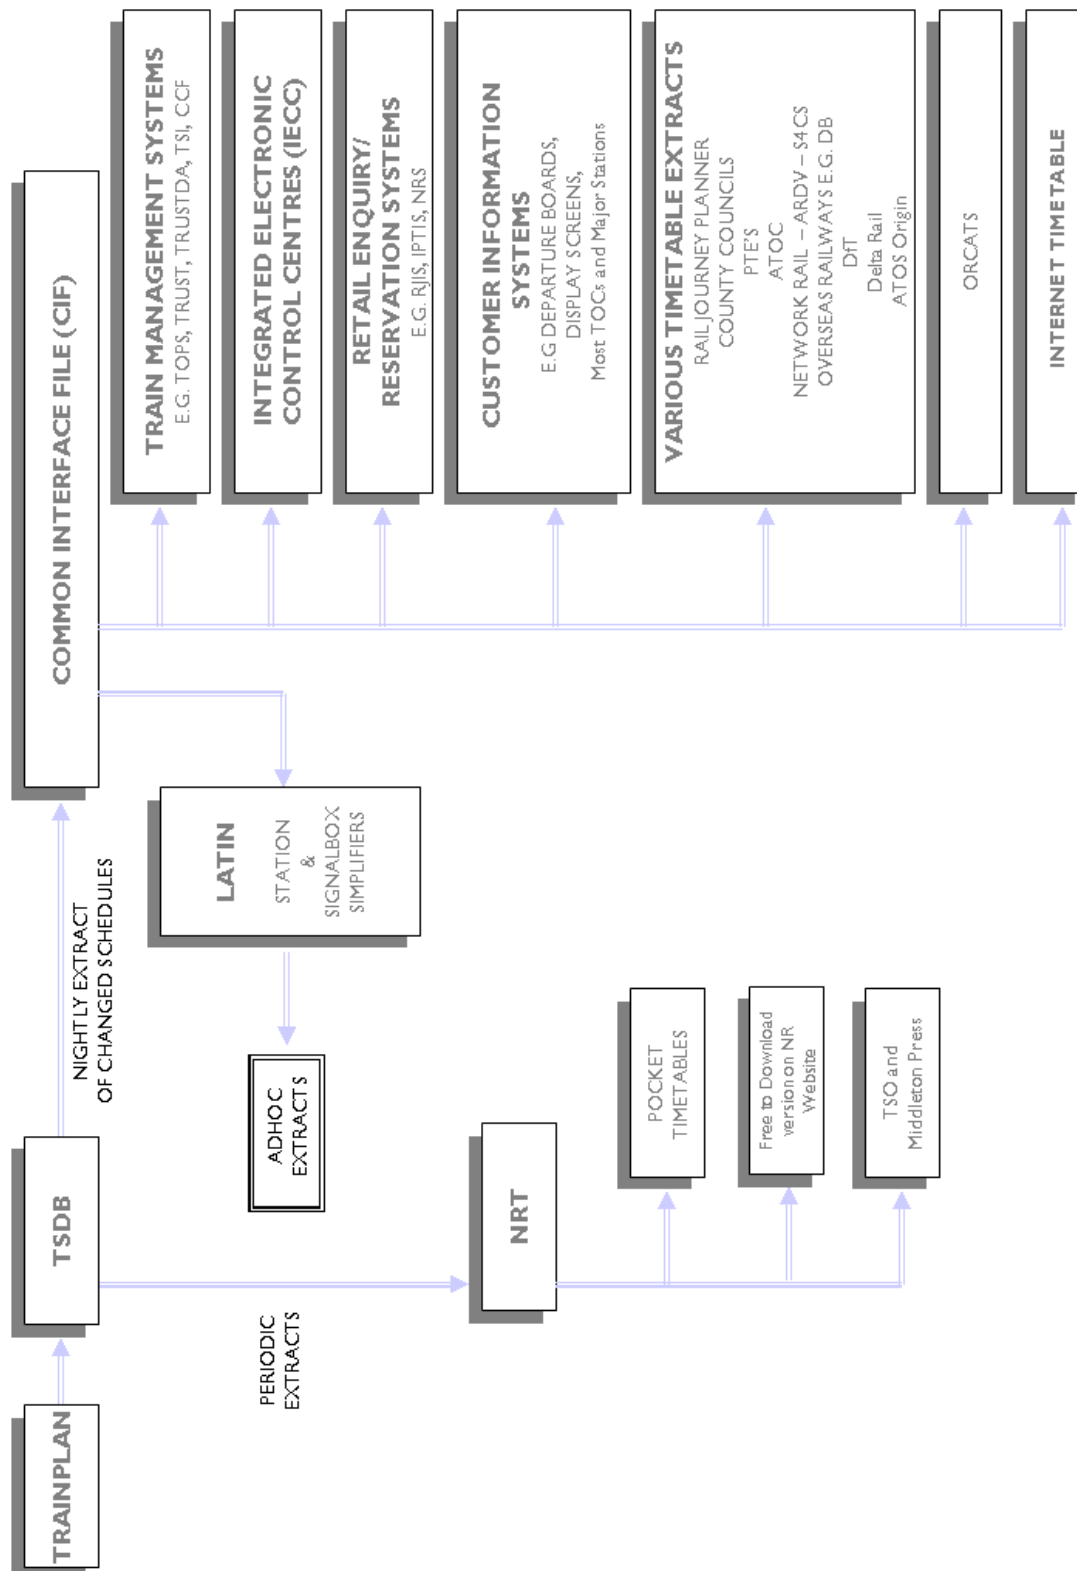 TRAINPLAN
TSDB
NIGHTLY EXTRACT
OF CHANGED SCHEDULES
COMMON INTERFACE FILE (CIF)
PERIODIC
EXTRACTS
ADHOC
EXTRACTS
LATIN
STATION
&
SIGNALBOX
SIMPLIFIERS
TRAIN MANAGEMENT SYSTEMS
E.G. TOPS, TRUST, TRUSTDA, TSI, CCF
INTEGRATED ELECTRONIC
CONTROL CENTRES (IECC)
RETAIL ENQUIRY/
RESERVATION SYSTEMS
E.G. RJIS, IPTIS, NRS
CUSTOMER INFORMATION
SYSTEMS
E.G DEPARTURE BOARDS,
DISPLAY SCREENS,
Most TOCs and Major Stations
VARIOUS TIMETABLE EXTRACTS
RAIL JOURNEY PLANNER
COUNTY COUNCILS
PTE'S
ATOC
NETWORK RAIL – ARDV – S4CS
OVERSEAS RAILWAYS E.G. DB
DfT
Delta Rail
ATOS Origin
ORCATS
INTERNET TIMETABLE
NRT
POCKET
TIMETABLES
Free to Download
version on NR
Website
TSO and
Middleton Press